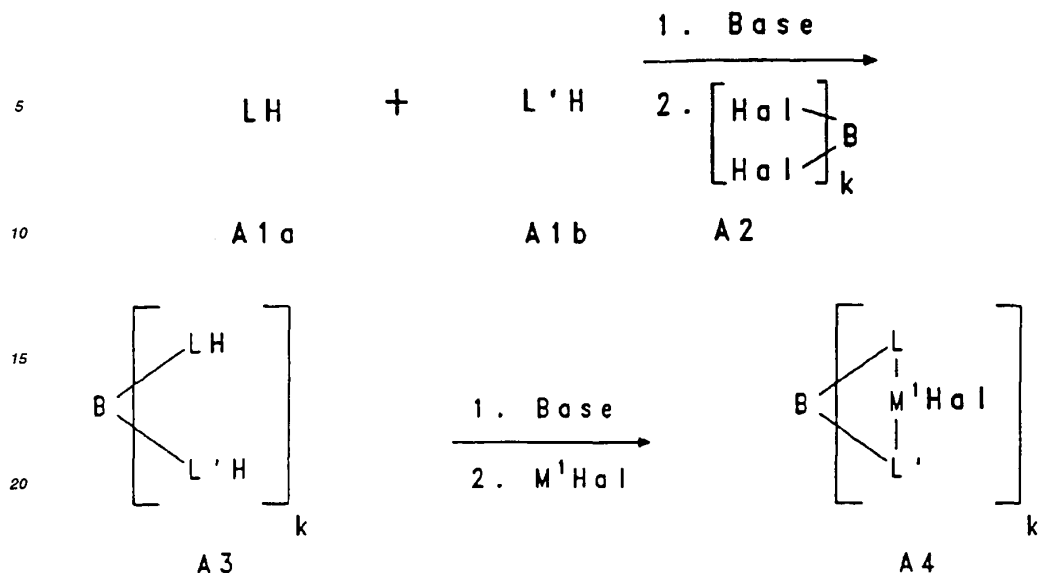 1. Base
5 LH + L'H 2. [Hal Hal B]k
10 A1a A1b A2
15 B [LH
L'H]k
1. Base
2. M¹Hal
20
B [L
M¹Hal
L']k
A3 A4